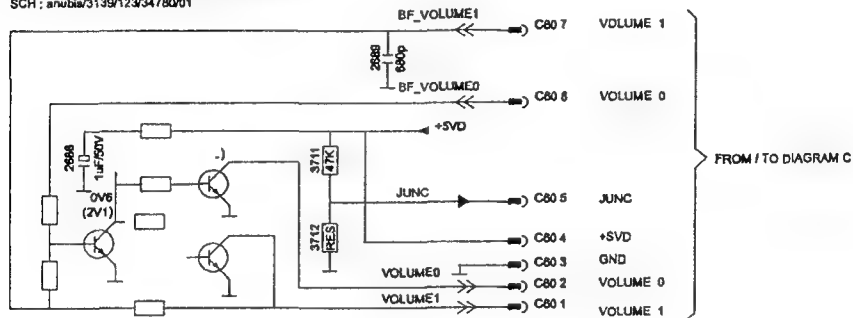 SCH ; anubis/3139/123/34780/01
BF_VOLUME1
C80 7 VOLUME 1
2689
680p
BF_VOLUME0
C80 6 VOLUME 0
+5VD
2688
1uF/50V
3711
47K
FROM / TO DIAGRAM C
JUNC
C80 5 JUNC
0V6
(2V1)
3712
RES
C80 4 +5VD
C80 3 GND
VOLUME0
C80 2 VOLUME 0
VOLUME1
C80 1 VOLUME 1